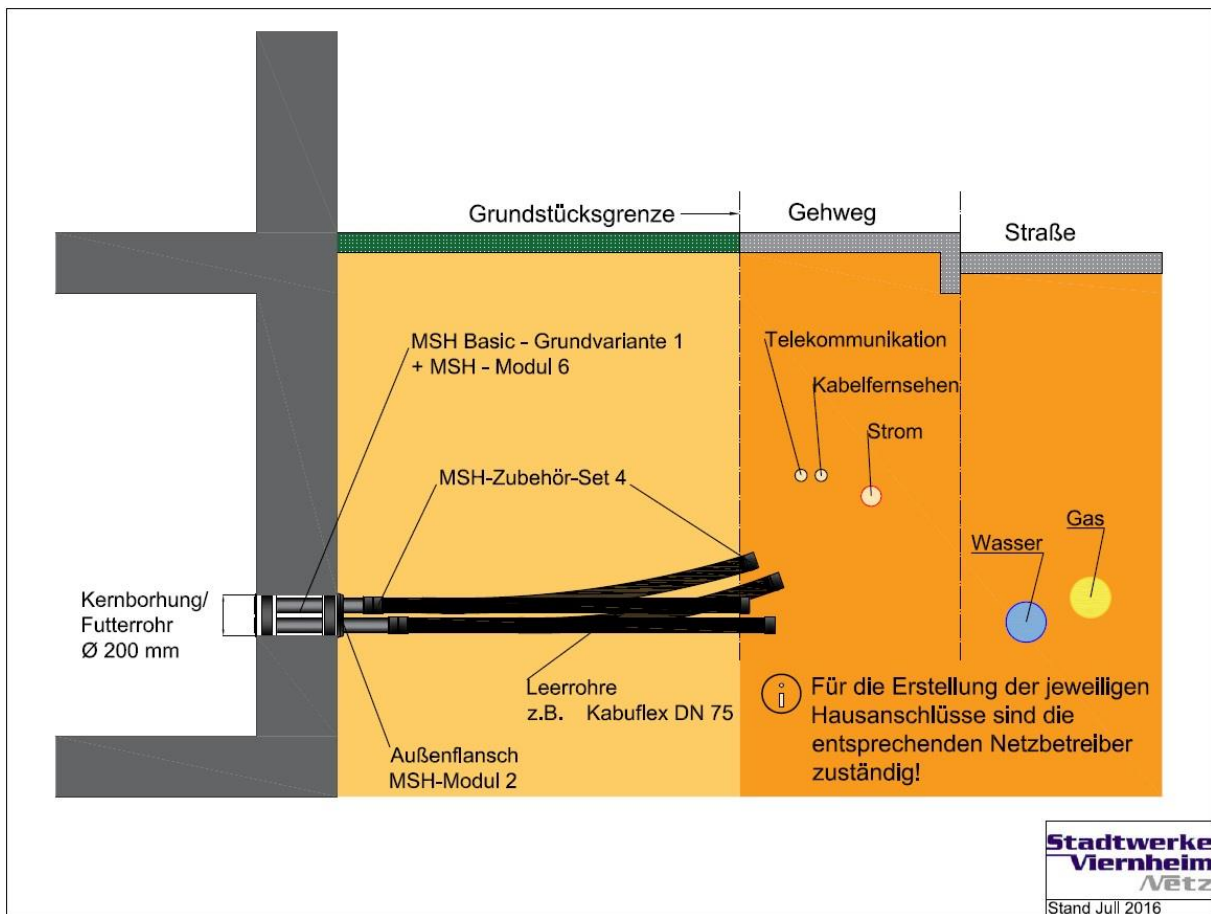 Grundstücksgrenze
Gehweg
Straße
MSH Basic - Grundvariante 1
+ MSH - Modul 6
Telekommunikation
Kabelfernsehen
Strom
MSH-Zubehör-Set 4
Wasser
Gas
Kernborhung/
Futterrohr
Ø 200 mm
Leerrohre
z.B. Kabuflex DN 75
Außenflansch
MSH-Modul 2
i Für die Erstellung der jeweiligen
Hausanschlüsse sind die
entsprechenden Netzbetreiber
zuständig!
Stadtwerke
Viernheim
Netz
Stand Juli 2016